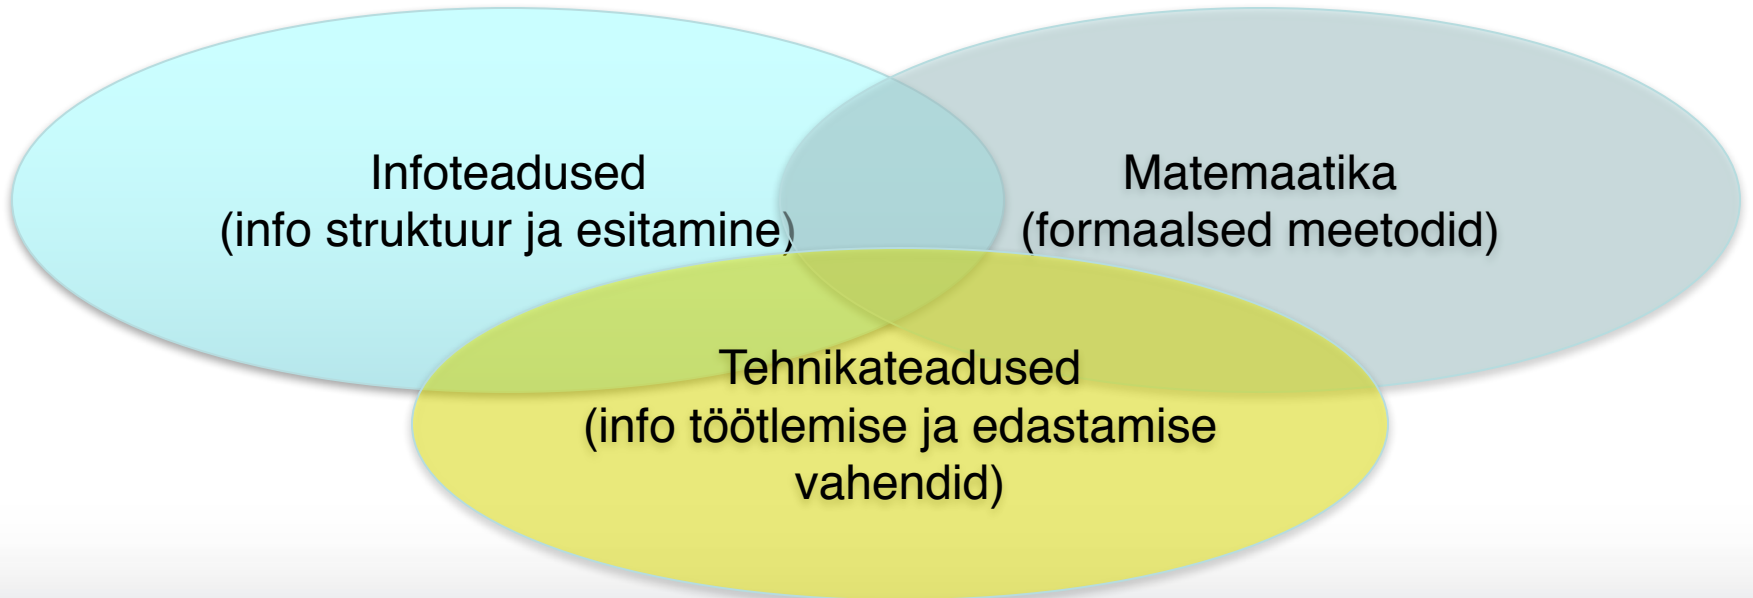 Infoteadused
(info struktuur ja esitamine)
Matemaatika
(formaalsed meetodid)
Tehnikateadused
(info töötlemise ja edastamise
vahendid)